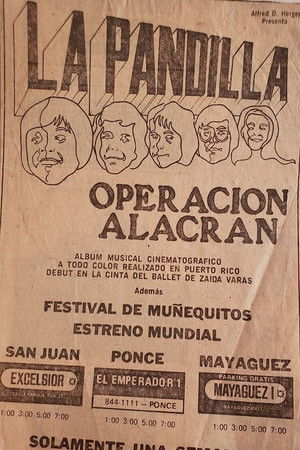 Alfred D. Herger
Presenta
LA PANDILLA
OPERACION
ALACRAN
ALBUM MUSICAL CINEMATOGRAFICO
A TODO COLOR REALIZADO EN PUERTO RICO
DEBUT EN LA CINTA DEL BALLET DE ZAIDA VARAS
Además
FESTIVAL DE MUÑEQUITOS
ESTRENO MUNDIAL
SAN JUAN PONCE MAYAGUEZ
PARKING GRATIS
EXCELSIOR EL EMPERADOR 1 MAYAGUEZ 1
844-1111 - PONCE
MAYAGUEZ MALL
1:00 3:00 5:00 7:00 1:00 3:00 5:00 7:00 1:00 3:00 5:00 7:00
SOLAMENTE UNA